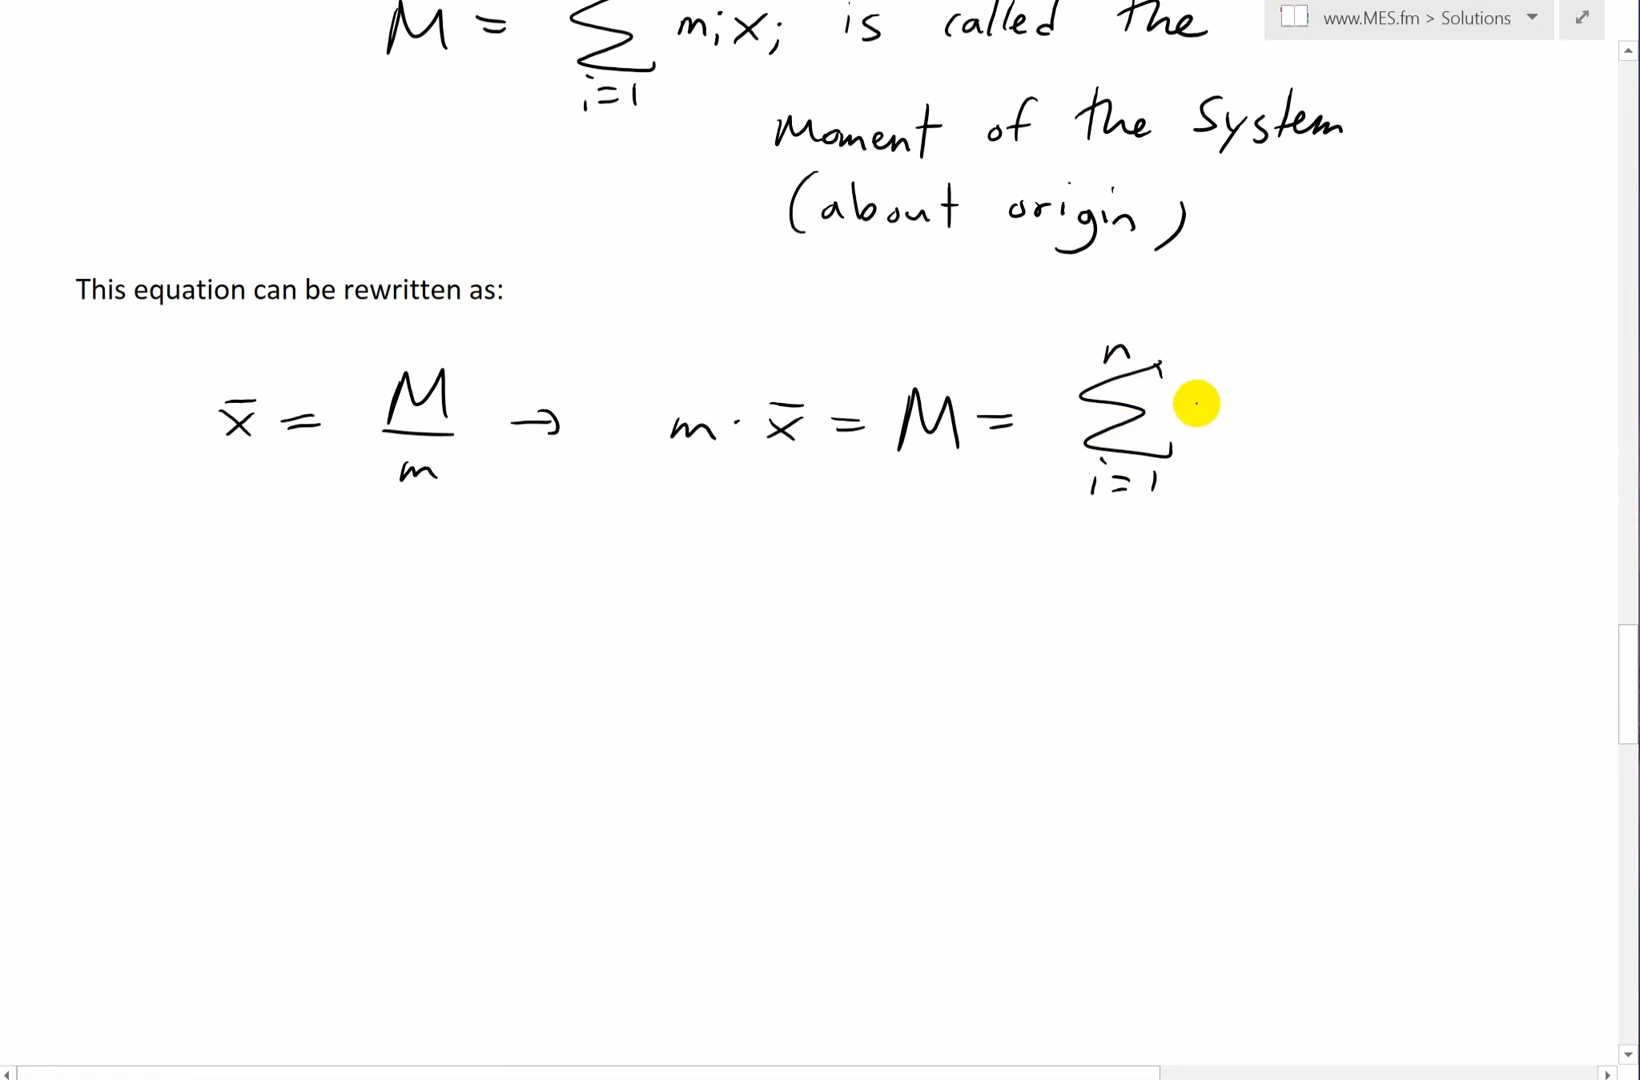 www.MES.fm > Solutions
M = ∑ i=1 mᵢxᵢ is called the
Moment of the System
(about origin)
This equation can be rewritten as:
x̄ = M/m → m · x̄ = M = ∑ n i=1